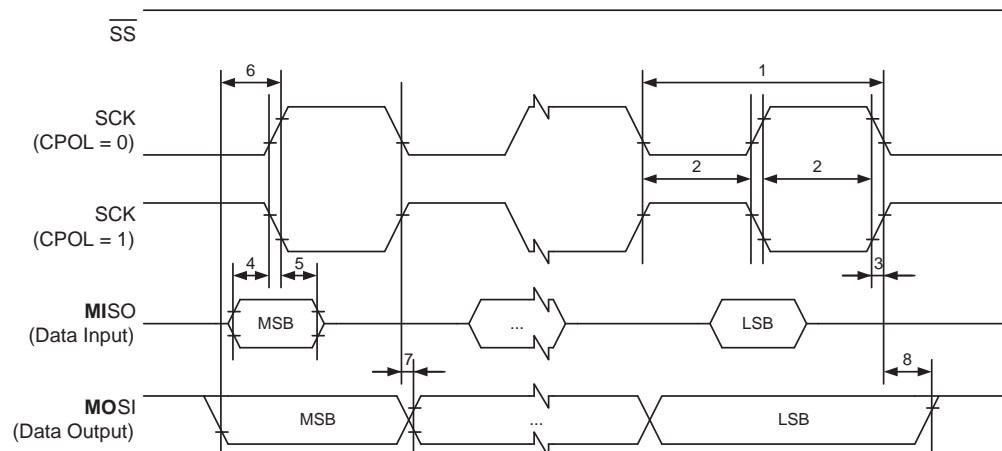 SS
6
1
SCK
(CPOL = 0)
2
2
SCK
(CPOL = 1)
4
5
3
MISO
(Data Input)
MSB
...
LSB
7
8
MOSI
(Data Output)
MSB
...
LSB